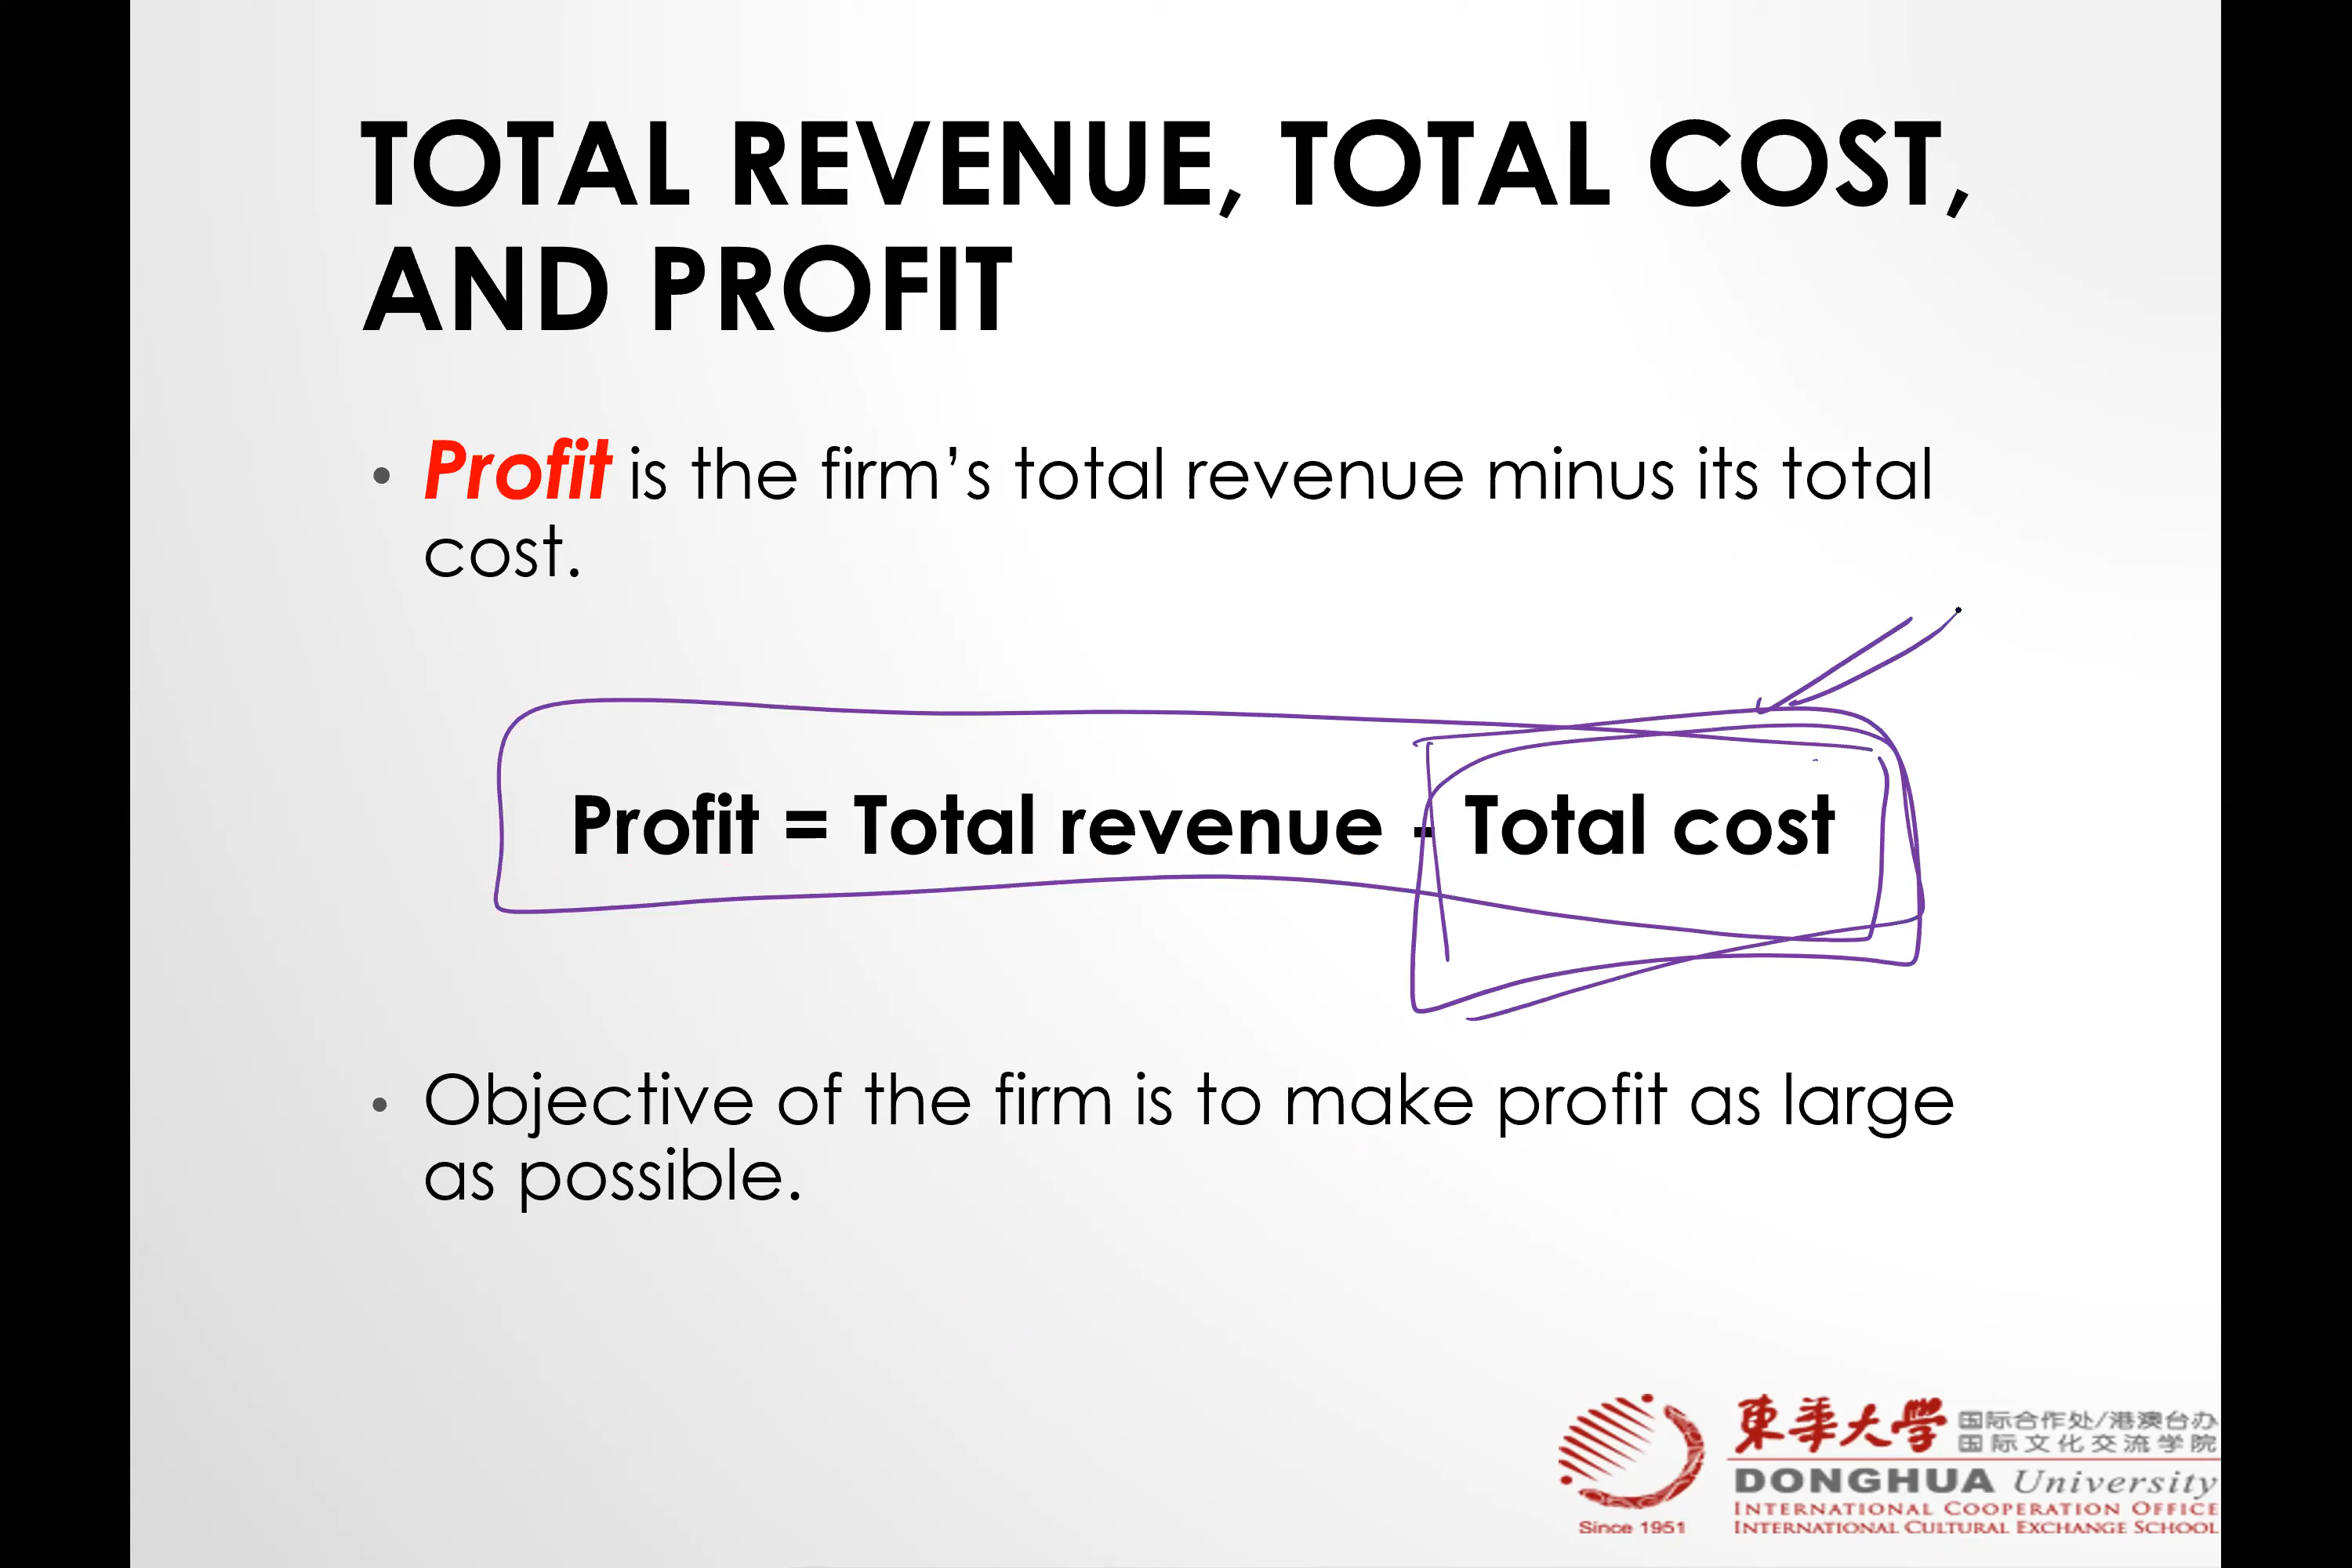 TOTAL REVENUE, TOTAL COST,
AND PROFIT
• Profit is the firm's total revenue minus its total
cost.
Profit = Total revenue - Total cost
• Objective of the firm is to make profit as large
as possible.
東華大學 国际合作处/港澳台办
国际文化交流学院
DONGHUA University
INTERNATIONAL COOPERATION OFFICE
Since 1951 INTERNATIONAL CULTURAL EXCHANGE SCHOOL